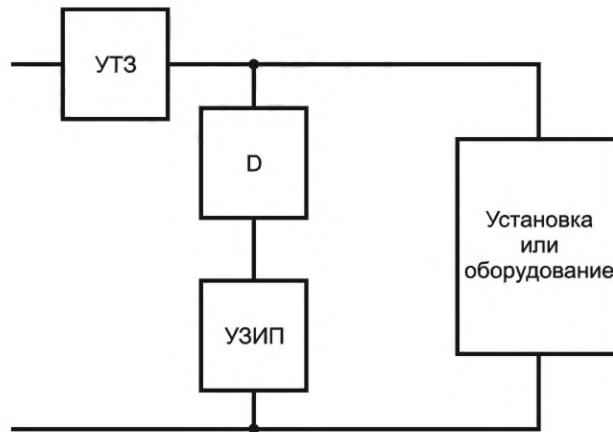 УТЗ
D
УЗИП
Установка
или
оборудование